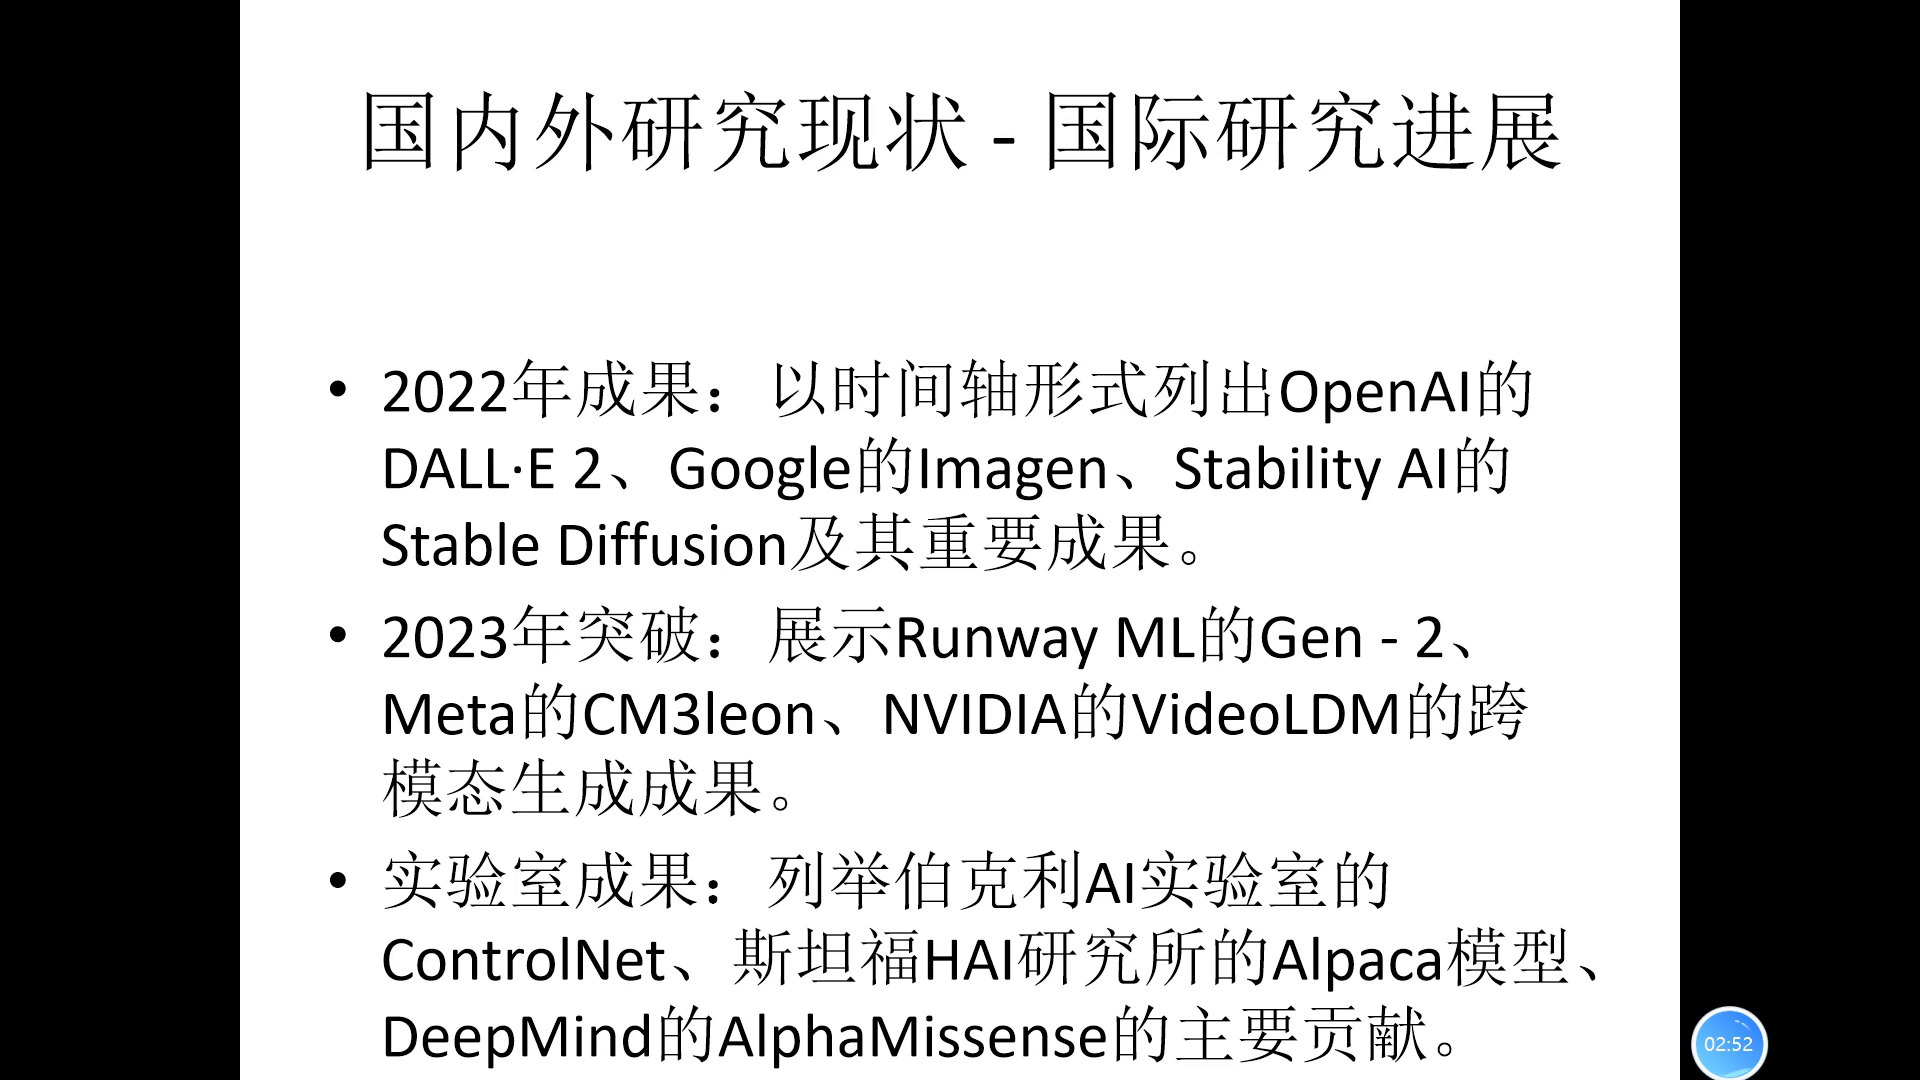 国内外研究现状 - 国际研究进展
• 2022年成果：以时间轴形式列出OpenAI的
DALL·E 2、Google的Imagen、Stability AI的
Stable Diffusion及其重要成果。
• 2023年突破：展示Runway ML的Gen - 2、
Meta的CM3leon、NVIDIA的VideoLDM的跨
模态生成成果。
• 实验室成果：列举伯克利AI实验室的
ControlNet、斯坦福HAI研究所的Alpaca模型、
DeepMind的AlphaMissense的主要贡献。
02:52